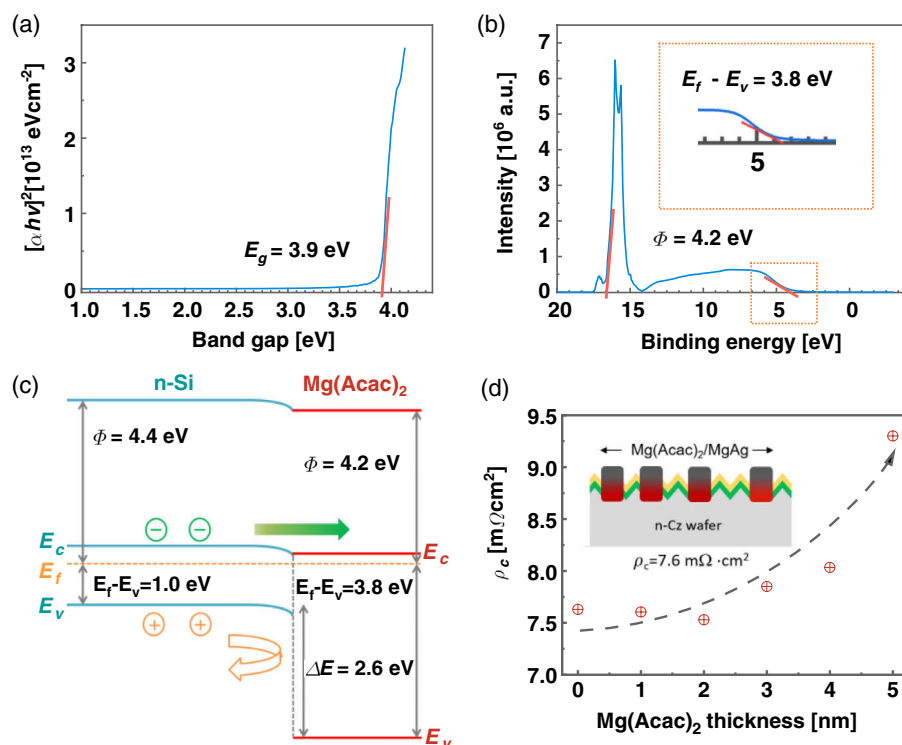 (a)
[αhν]²[10¹³ eVcm⁻²]
3
2
1
0
E_g = 3.9 eV
1.0 1.5 2.0 2.5 3.0 3.5 4.0
Band gap [eV]
(b)
Intensity [10⁶ a.u.]
7
6
5
4
3
2
1
0
E_f - E_v = 3.8 eV
5
Φ = 4.2 eV
20 15 10 5 0
Binding energy [eV]
(c)
n-Si
Mg(Acac)₂
Φ = 4.4 eV
Φ = 4.2 eV
E_c
E_c
E_f
E_f-E_v=1.0 eV
E_f-E_v=3.8 eV
E_v
ΔE = 2.6 eV
E_v
(d)
ρ_c [mΩcm²]
9.5
9.0
8.5
8.0
7.5
7.0
Mg(Acac)₂/MgAg
n-Cz wafer
ρ_c=7.6 mΩ ·cm²
0 1 2 3 4 5
Mg(Acac)₂ thickness [nm]